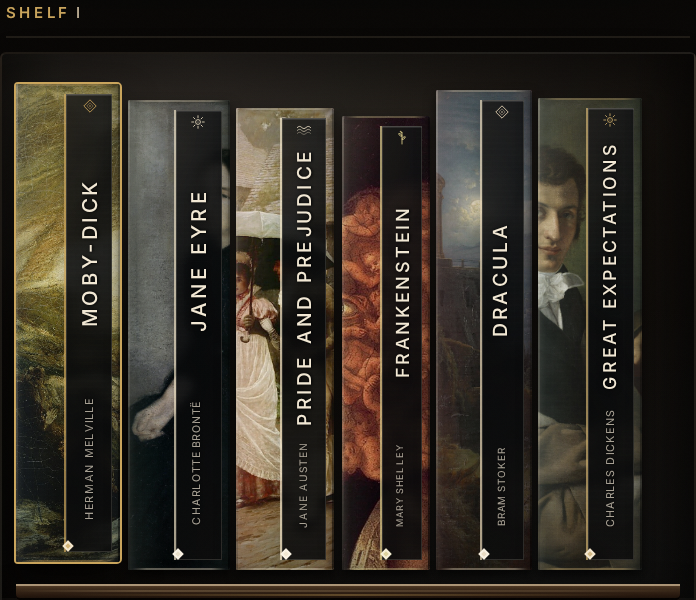 SHELF I
MOBY-DICK
HERMAN MELVILLE
JANE EYRE
CHARLOTTE BRONTË
PRIDE AND PREJUDICE
JANE AUSTEN
FRANKENSTEIN
MARY SHELLEY
DRACULA
BRAM STOKER
GREAT EXPECTATIONS
CHARLES DICKENS